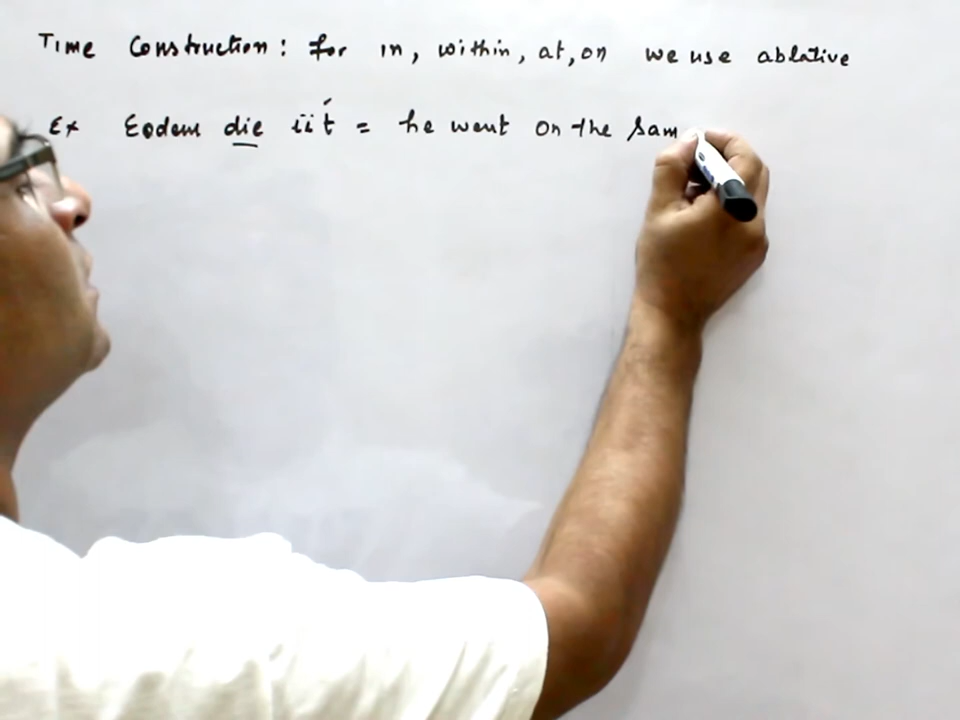 Time Construction: for in, within, at, on we use ablative
Ex Eodem die iit = he went on the sam